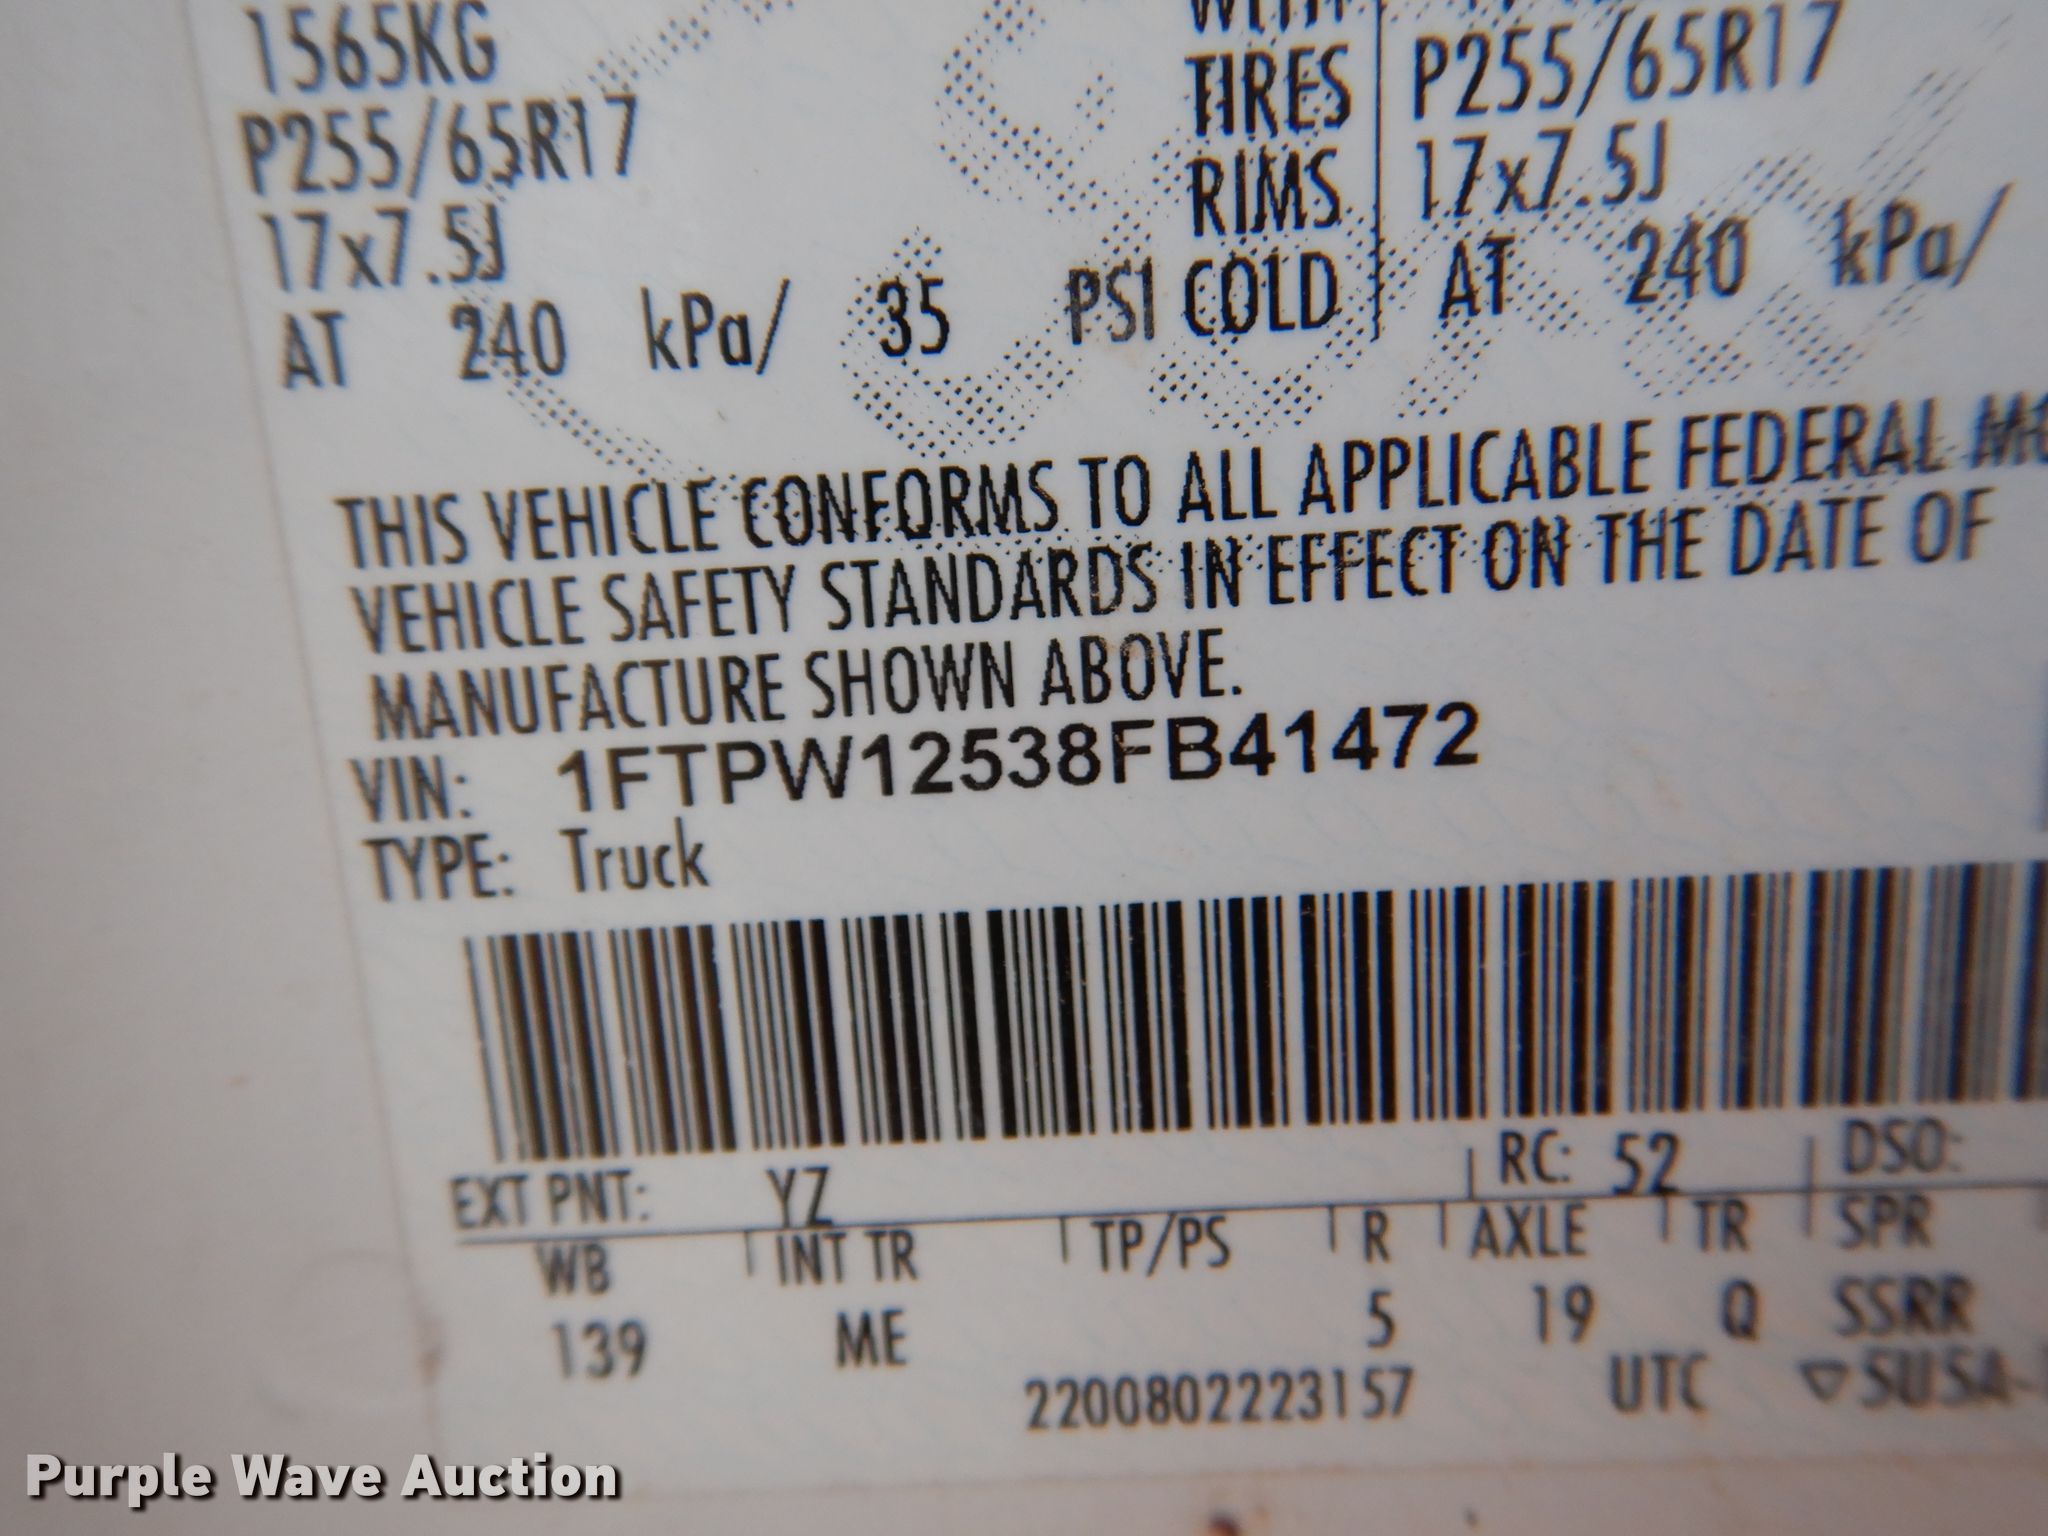 1565KG
P255/65R17
17x7.5J
AT 240 kPa/ 35 PSI COLD
WITH
TIRES P255/65R17
RIMS 17x7.5J
AT 240 kPa/
THIS VEHICLE CONFORMS TO ALL APPLICABLE FEDERAL MO
VEHICLE SAFETY STANDARDS IN EFFECT ON THE DATE OF
MANUFACTURE SHOWN ABOVE.
VIN: 1FTPW12538FB41472
TYPE: Truck
EXT PNT: YZ RC: 52 DSO:
WB INT TR TP/PS R AXLE TR SPR
139 ME 5 19 Q SSRR
2200802223157 UTC ▽5U5A-
Purple Wave Auction